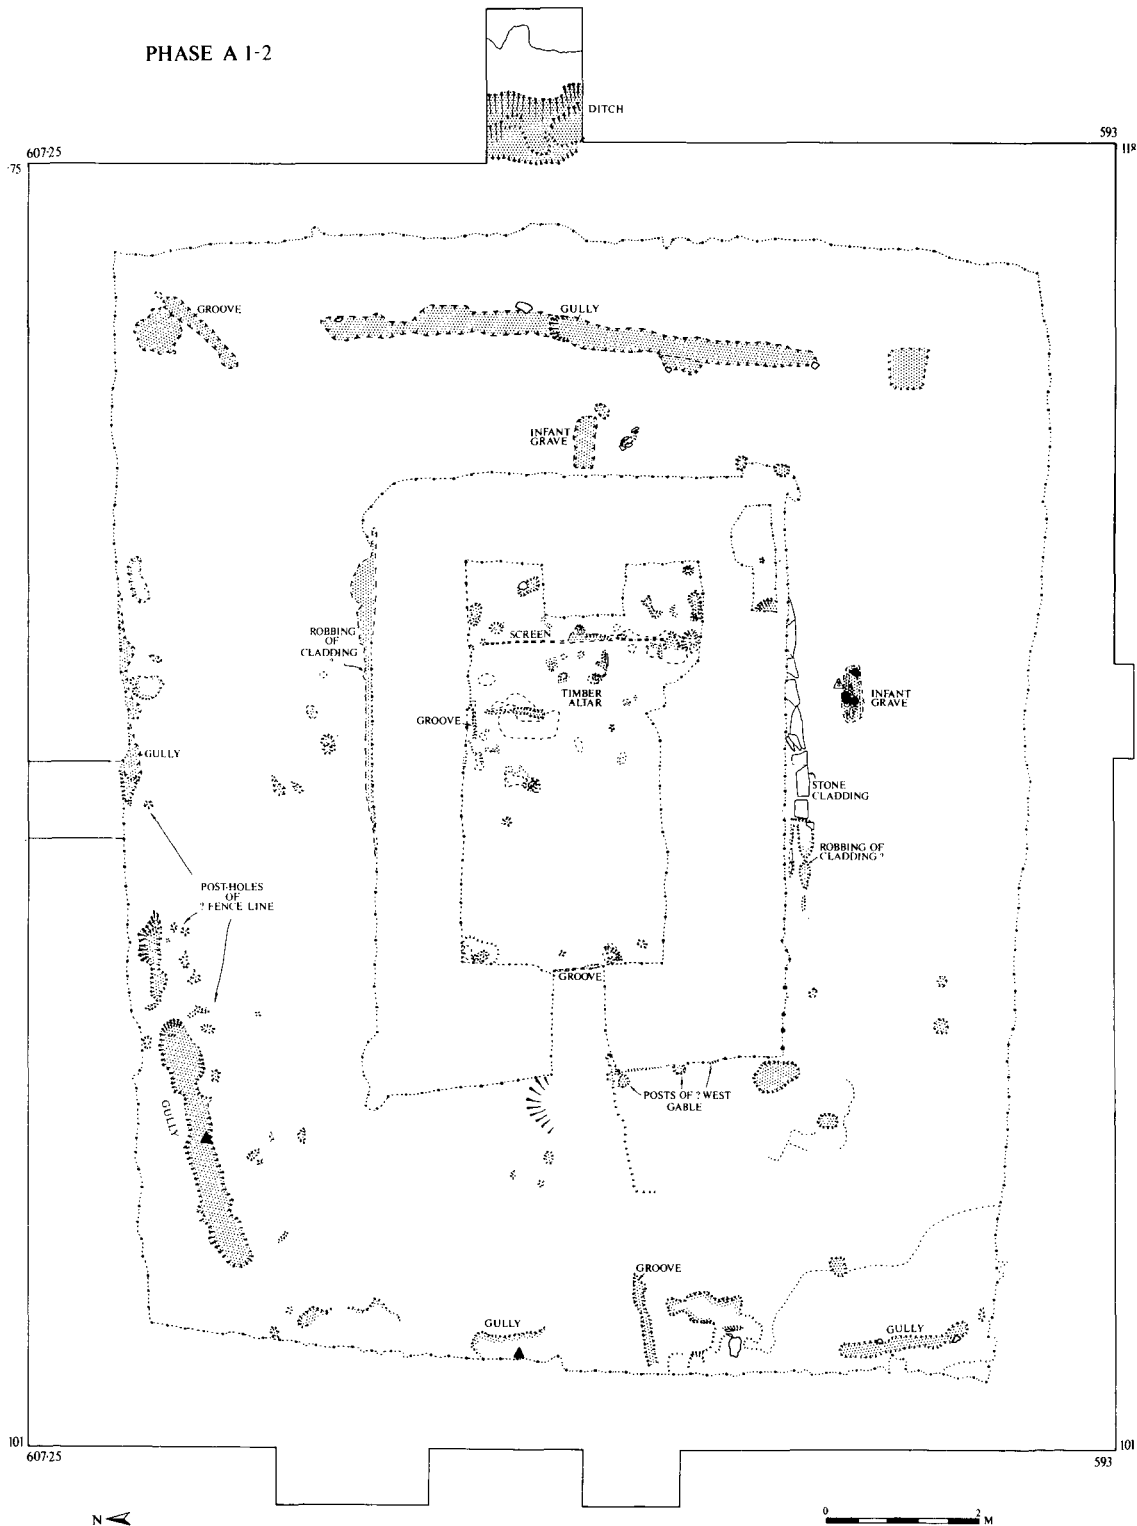 PHASE A 1-2
DITCH
607·25
593
·75
118
GROOVE
GULLY
INFANT
GRAVE
ROBBING
OF
CLADDING
?
SCREEN
TIMBER
ALTAR
GROOVE
INFANT
GRAVE
GULLY
STONE
CLADDING
ROBBING OF
CLADDING ?
POST-HOLES
OF
? FENCE LINE
GROOVE
POSTS OF ? WEST
GABLE
GULLY
GROOVE
GULLY
GULLY
101
607·25
101
593
N
0 2 M